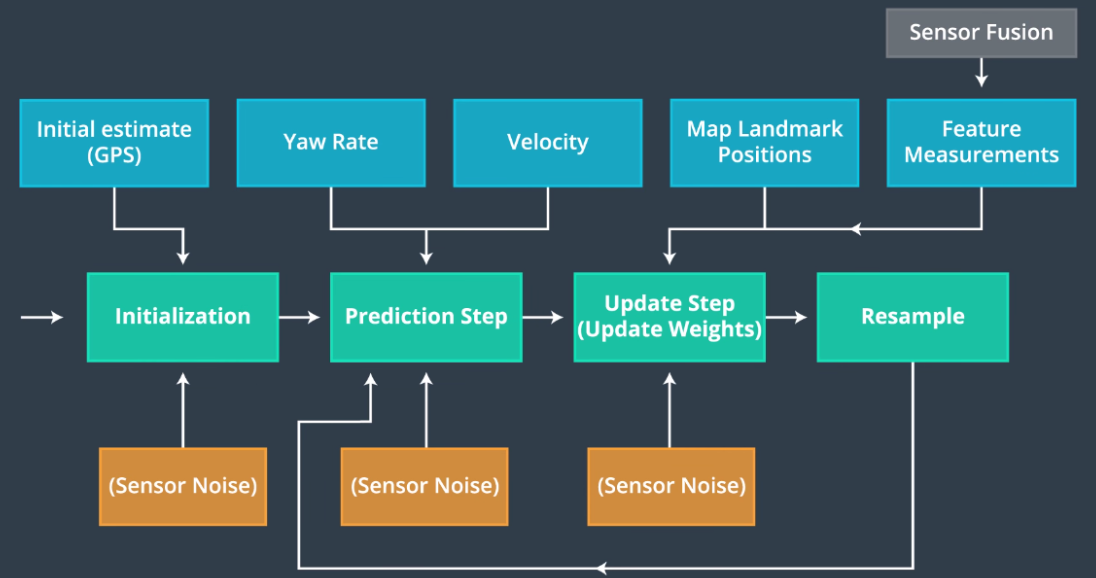 Sensor Fusion
Initial estimate
(GPS)
Yaw Rate
Velocity
Map Landmark
Positions
Feature
Measurements
Initialization
Prediction Step
Update Step
(Update Weights)
Resample
(Sensor Noise)
(Sensor Noise)
(Sensor Noise)